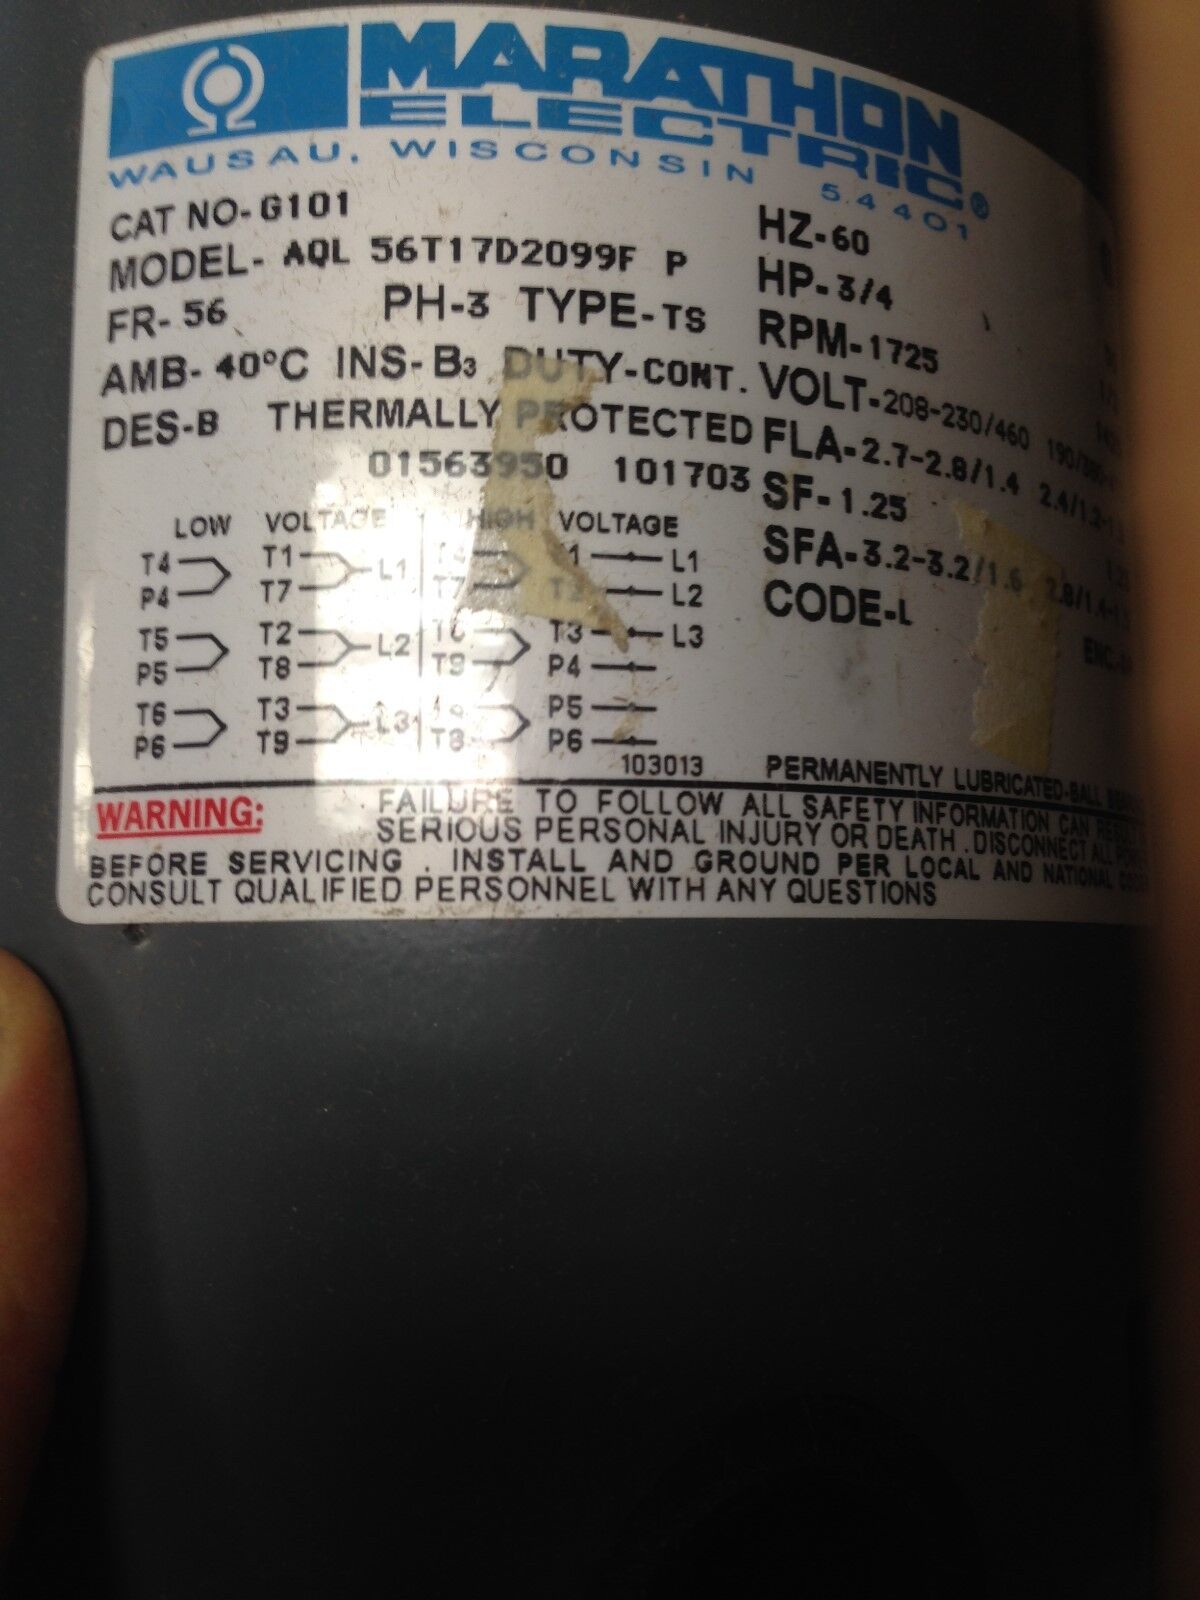 MARATHON
ELECTRIC®
WAUSAU, WISCONSIN 54401
CAT NO- G101
MODEL- AQL 56T17D2099F P
FR- 56 PH-3 TYPE-TS
AMB- 40°C INS- B3 DUTY-CONT.
DES-B THERMALLY PROTECTED
01563950 101703
HZ-60
HP-3/4
RPM-1725
VOLT-208-230/460
FLA-2.7-2.8/1.4
SF-1.25
SFA-3.2-3.2/1.6
CODE-L
LOW VOLTAGE HIGH VOLTAGE
T4 T1 L1 T4 L1
P4 T7 T7 T2 L2
T5 T2 L2 T3 L3
P5 T8 T9 P4
T6 T3 L3 P5
P6 T9 T8 P6
103013
PERMANENTLY LUBRICATED-BALL
WARNING: FAILURE TO FOLLOW ALL SAFETY INFORMATION CAN
SERIOUS PERSONAL INJURY OR DEATH. DISCONNECT ALL
BEFORE SERVICING. INSTALL AND GROUND PER LOCAL AND NATIONAL
CONSULT QUALIFIED PERSONNEL WITH ANY QUESTIONS